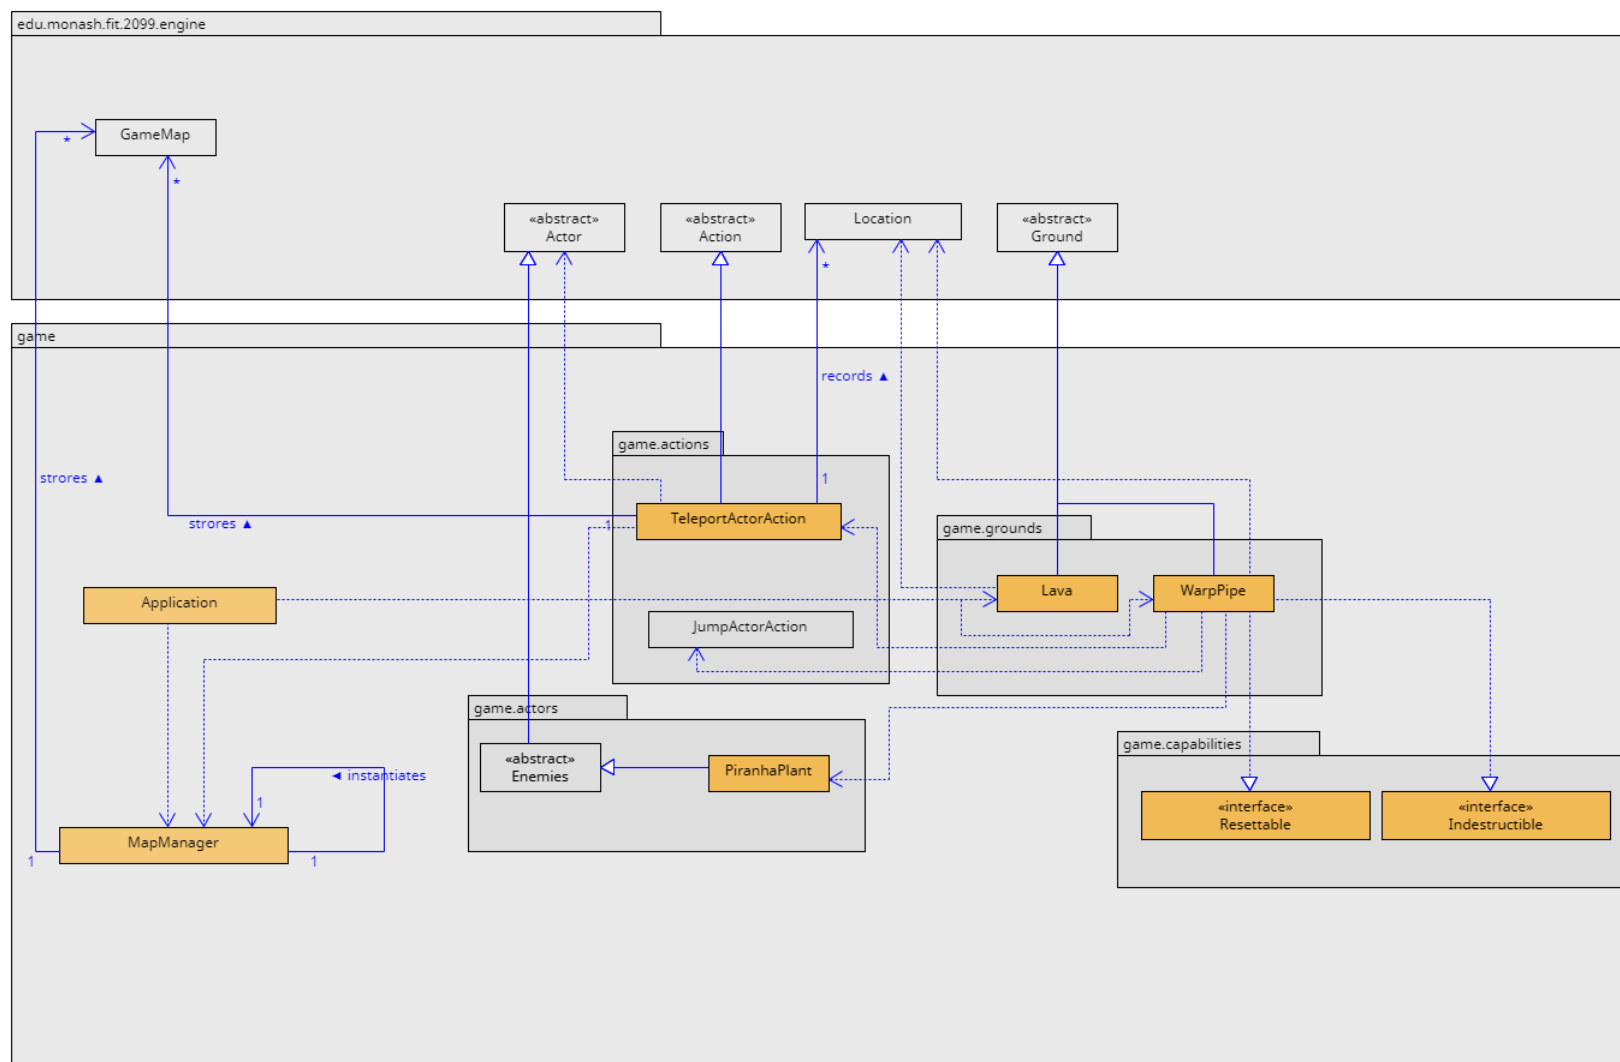 edu.monash.fit.2099.engine
GameMap
*
*
«abstract»
Actor
«abstract»
Action
Location
«abstract»
Ground
*
game
records ▲
game.actions
strores ▲
1
TeleportActorAction
strores ▲
1
game.grounds
Application
Lava
WarpPipe
JumpActorAction
game.actors
game.capabilities
«abstract»
Enemies
PiranhaPlant
◄ instantiates
1
«interface»
Resettable
«interface»
Indestructible
MapManager
1
1